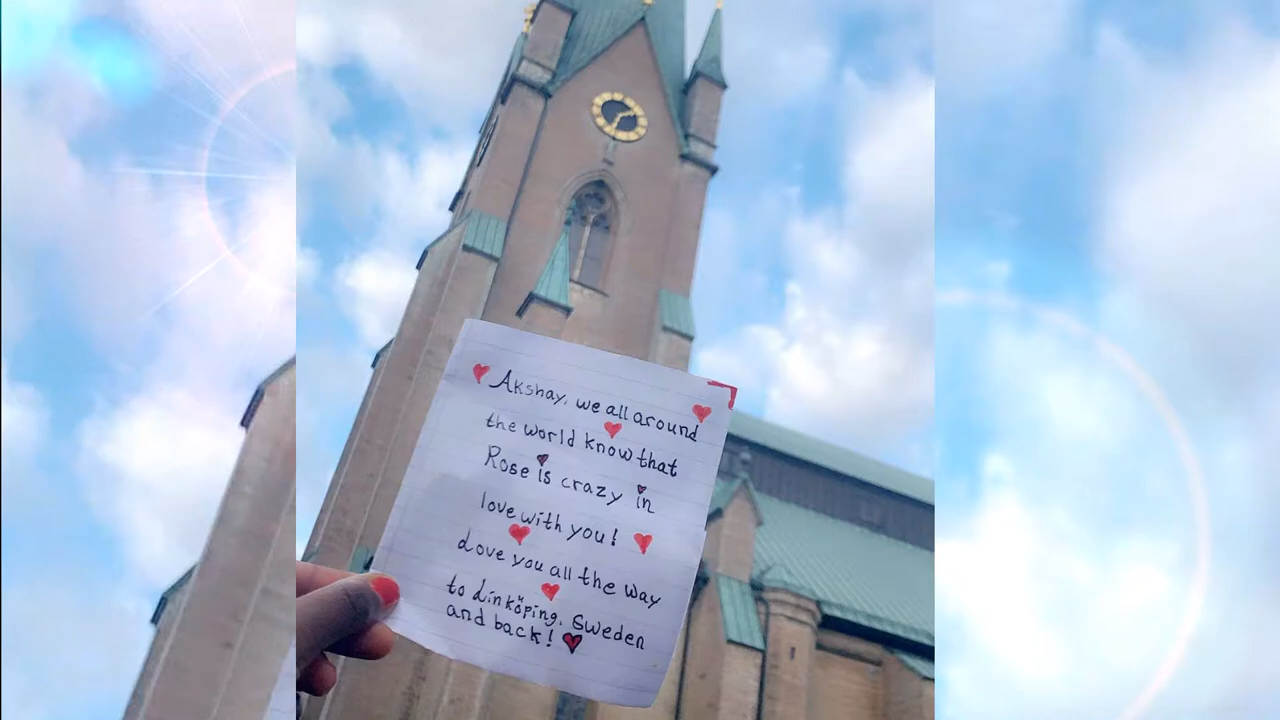 Akshay, we all around
the world know that
Rose is crazy in
love with you!
Love you all the way
to Linköping, Sweden
and back!